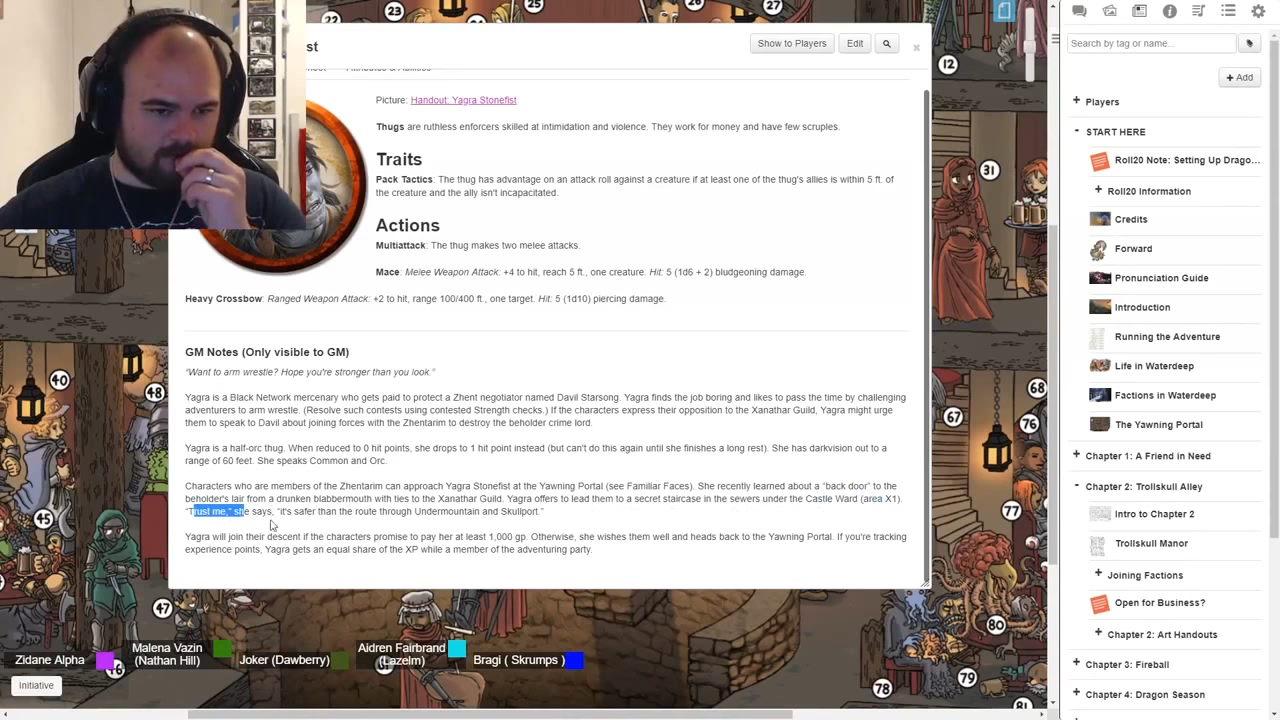 22
23
25
26
27
st
Show to Players
Edit
Picture: Handout: Yagra Stonefist
Thugs are ruthless enforcers skilled at intimidation and violence. They work for money and have few scruples.
Traits
Pack Tactics: The thug has advantage on an attack roll against a creature if at least one of the thug's allies is within 5 ft. of
the creature and the ally isn't incapacitated.
Actions
Multiattack: The thug makes two melee attacks.
Mace: Melee Weapon Attack: +4 to hit, reach 5 ft., one creature. Hit: 5 (1d6 + 2) bludgeoning damage.
Heavy Crossbow: Ranged Weapon Attack: +2 to hit, range 100/400 ft., one target. Hit: 5 (1d10) piercing damage.
GM Notes (Only visible to GM)
"Want to arm wrestle? Hope you're stronger than you look."
Yagra is a Black Network mercenary who gets paid to protect a Zhent negotiator named Davil Starsong. Yagra finds the job boring and likes to pass the time by challenging
adventurers to arm wrestle. (Resolve such contests using contested Strength checks.) If the characters express their opposition to the Xanathar Guild, Yagra might urge
them to speak to Davil about joining forces with the Zhentarim to destroy the beholder crime lord.
Yagra is a half-orc thug. When reduced to 0 hit points, she drops to 1 hit point instead (but can't do this again until she finishes a long rest). She has darkvision out to a
range of 60 feet. She speaks Common and Orc.
Characters who are members of the Zhentarim can approach Yagra Stonefist at the Yawning Portal (see Familiar Faces). She recently learned about a "back door" to the
beholder's lair from a drunken blabbermouth with ties to the Xanathar Guild. Yagra offers to lead them to a secret staircase in the sewers under the Castle Ward (area X1).
"Trust me," she says, "it's safer than the route through Undermountain and Skullport."
Yagra will join their descent if the characters promise to pay her at least 1,000 gp. Otherwise, she wishes them well and heads back to the Yawning Portal. If you're tracking
experience points, Yagra gets an equal share of the XP while a member of the adventuring party.
12
31
40
48
45
47
67
68
76
80
78
79
81
Zidane Alpha
Malena Vazin
(Nathan Hill)
Joker (Dawberry)
Aidren Fairbrand
(Lazelm)
Bragi ( Skrumps )
Initiative
Search by tag or name...
+ Add
+ Players
- START HERE
Roll20 Note: Setting Up Drago...
+ Roll20 Information
Credits
Forward
Pronunciation Guide
Introduction
Running the Adventure
Life in Waterdeep
Factions in Waterdeep
The Yawning Portal
+ Chapter 1: A Friend in Need
- Chapter 2: Trollskull Alley
Intro to Chapter 2
Trollskull Manor
+ Joining Factions
Open for Business?
+ Chapter 2: Art Handouts
+ Chapter 3: Fireball
+ Chapter 4: Dragon Season